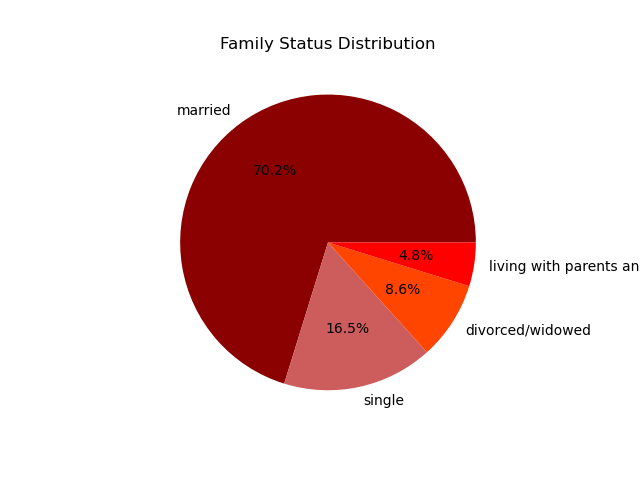 Family Status Distribution
married
70.2%
4.8%
living with parents an
8.6%
16.5%
divorced/widowed
single